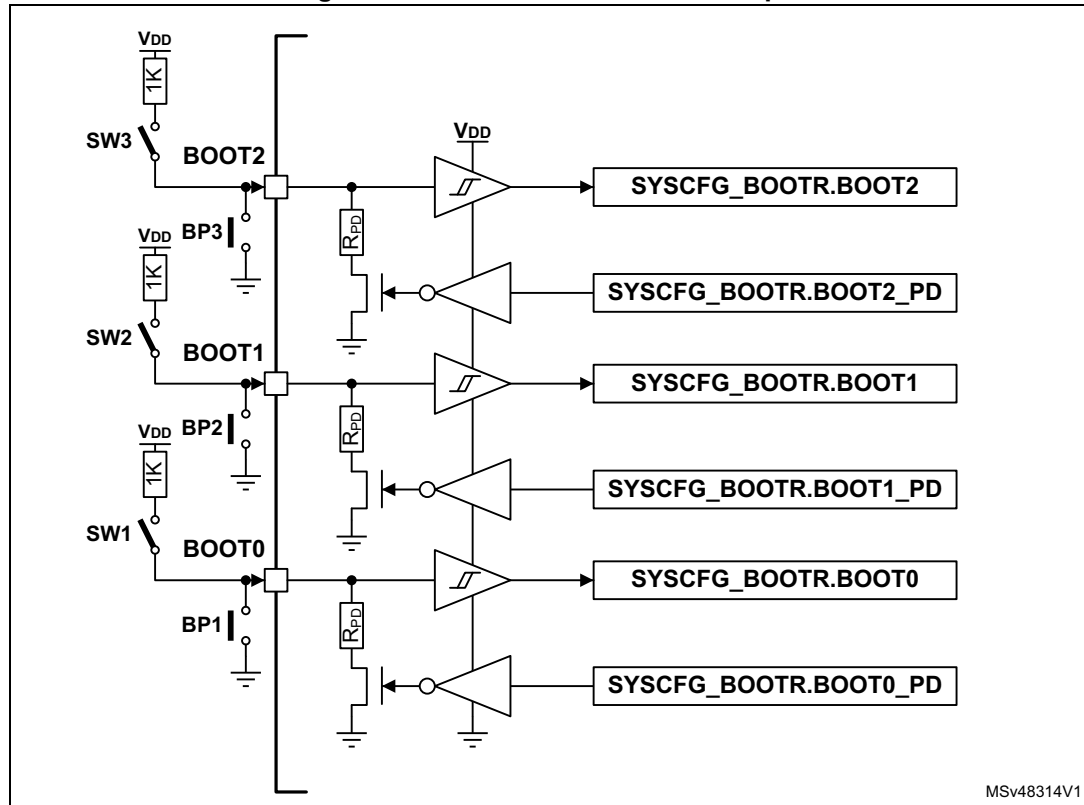 VDD
1K
SW3
BOOT2
VDD
SYSCFG_BOOTR.BOOT2
BP3
VDD
RPD
1K
SYSCFG_BOOTR.BOOT2_PD
SW2
BOOT1
SYSCFG_BOOTR.BOOT1
BP2
VDD
RPD
1K
SYSCFG_BOOTR.BOOT1_PD
SW1
BOOT0
SYSCFG_BOOTR.BOOT0
BP1
RPD
SYSCFG_BOOTR.BOOT0_PD
MSv48314V1